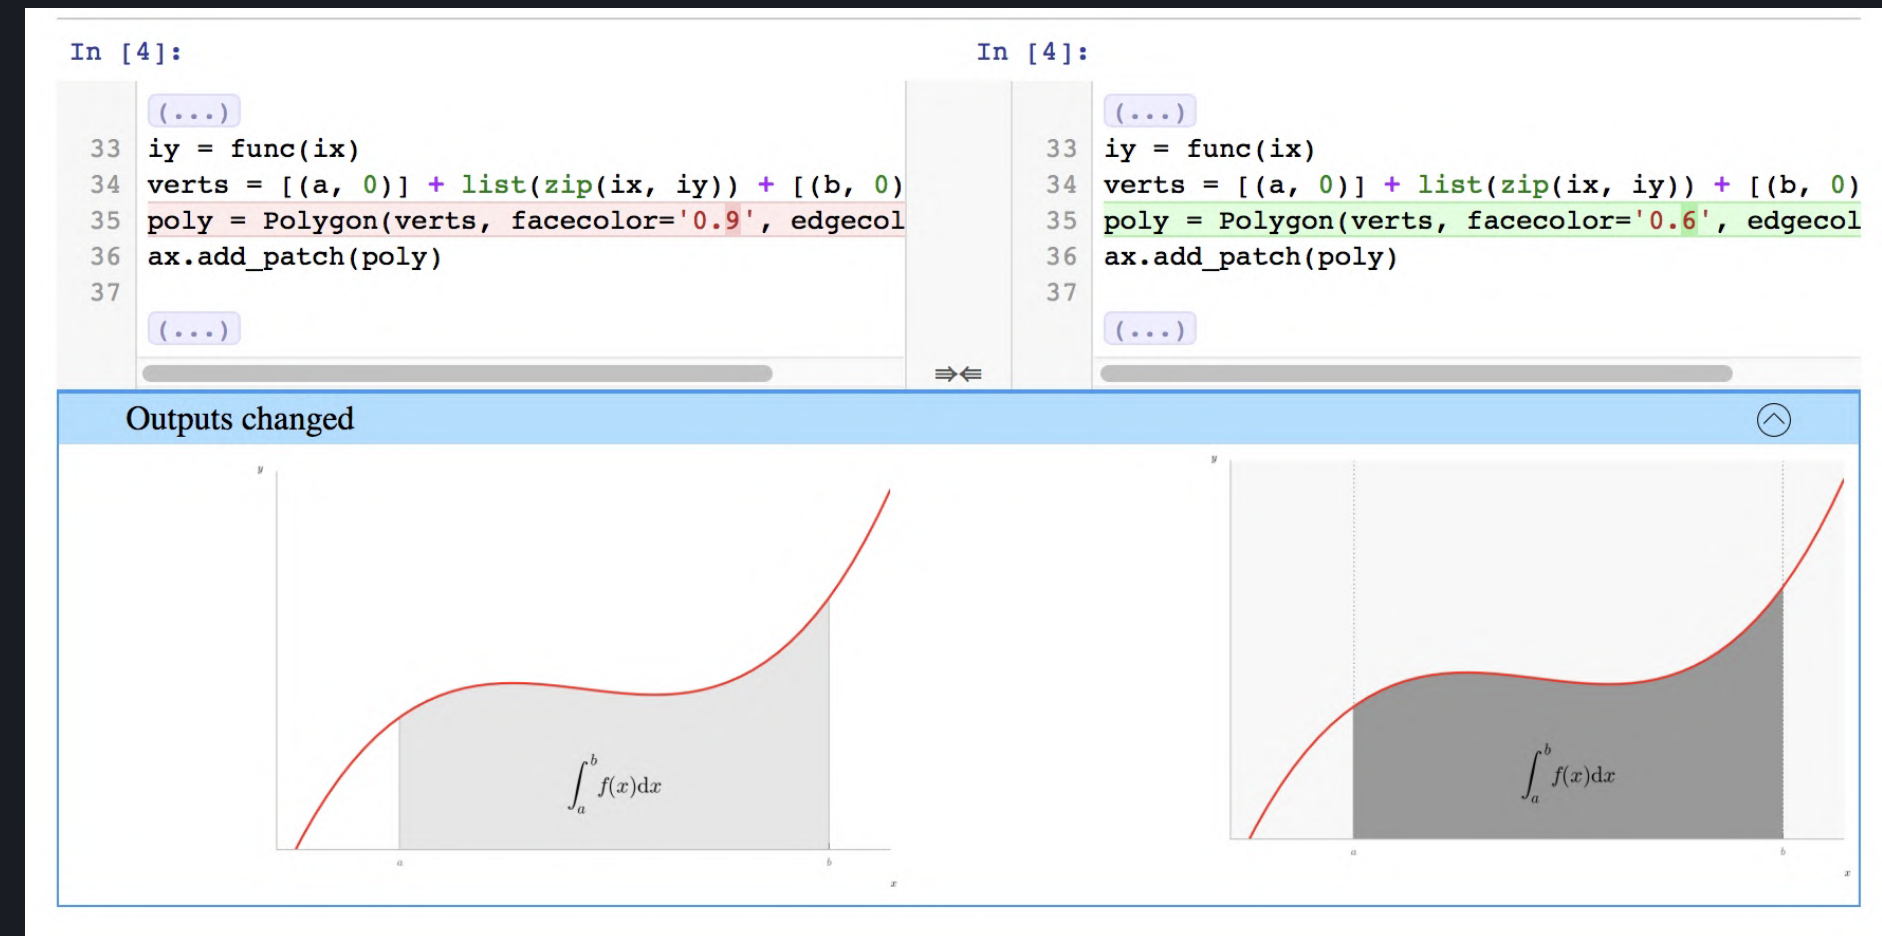 In [4]:
(...)
33 iy = func(ix)
34 verts = [(a, 0)] + list(zip(ix, iy)) + [(b, 0)
35 poly = Polygon(verts, facecolor='0.9', edgecol
36 ax.add_patch(poly)
37
(...)
In [4]:
(...)
33 iy = func(ix)
34 verts = [(a, 0)] + list(zip(ix, iy)) + [(b, 0)
35 poly = Polygon(verts, facecolor='0.6', edgecol
36 ax.add_patch(poly)
37
(...)
Outputs changed
y
∫_a^b f(x)dx
a b
x
y
∫_a^b f(x)dx
a b
x